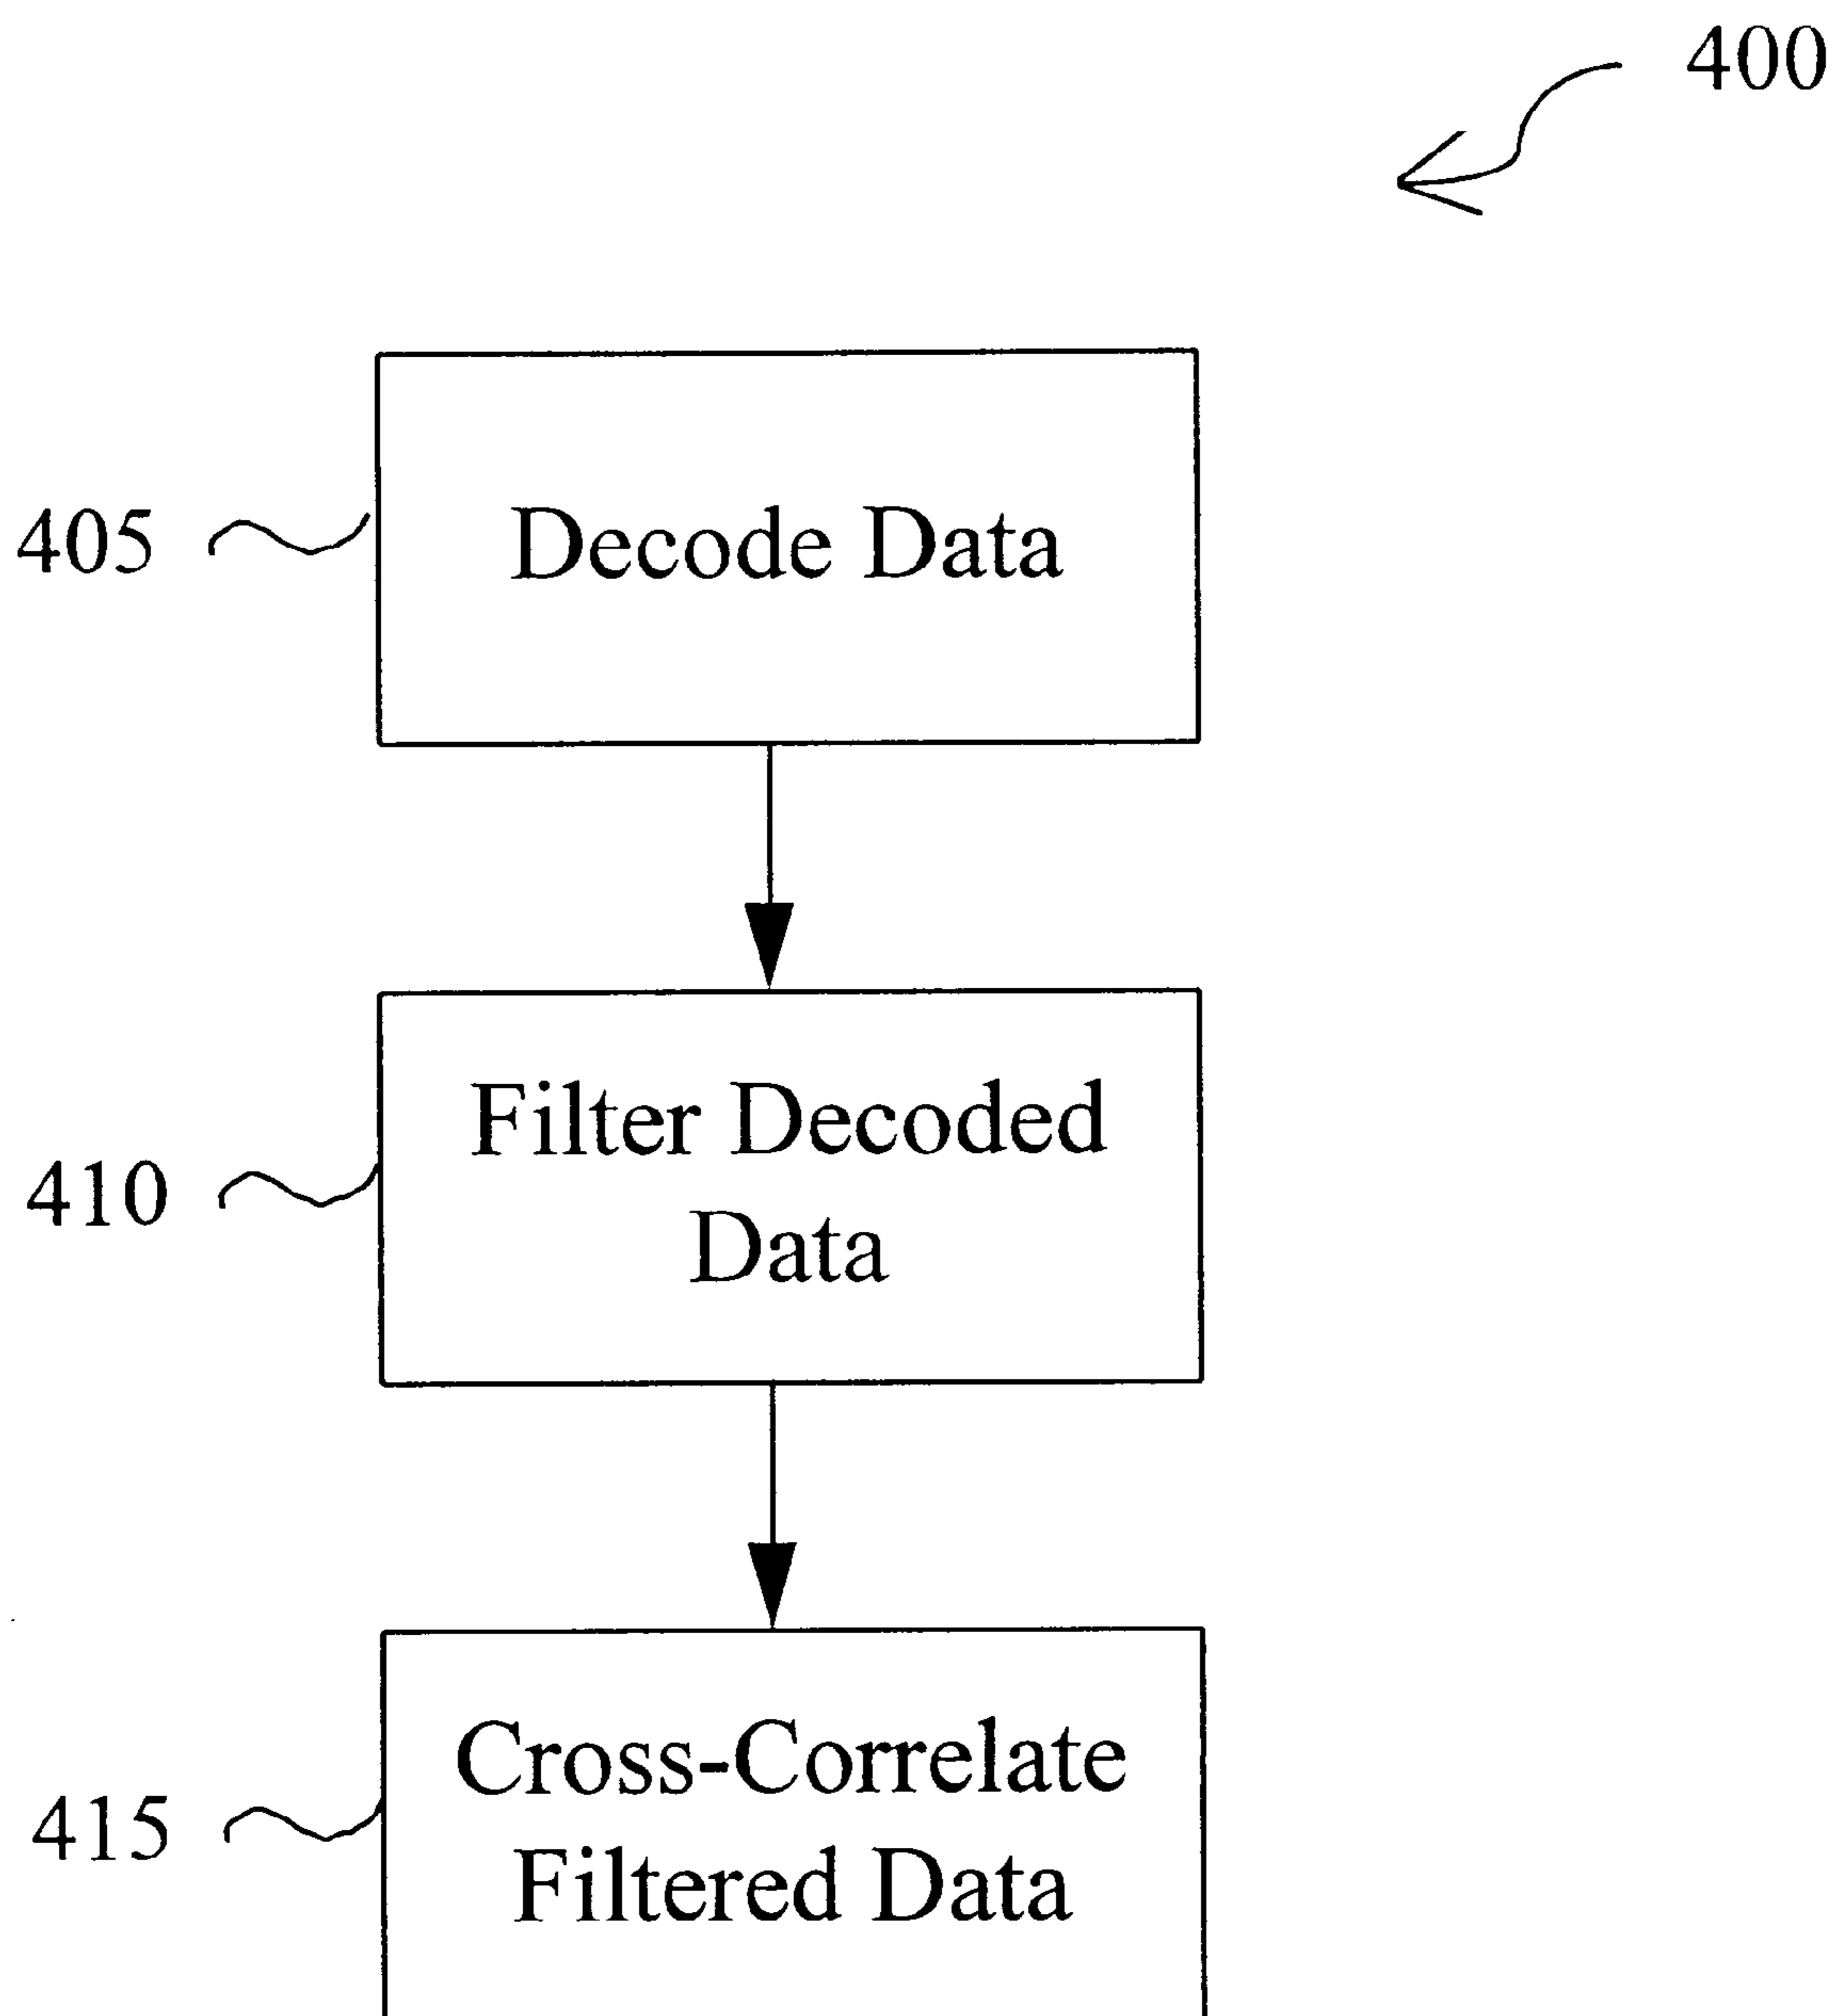 400
405
Decode Data
410
Filter Decoded
Data
415
Cross-Correlate
Filtered Data